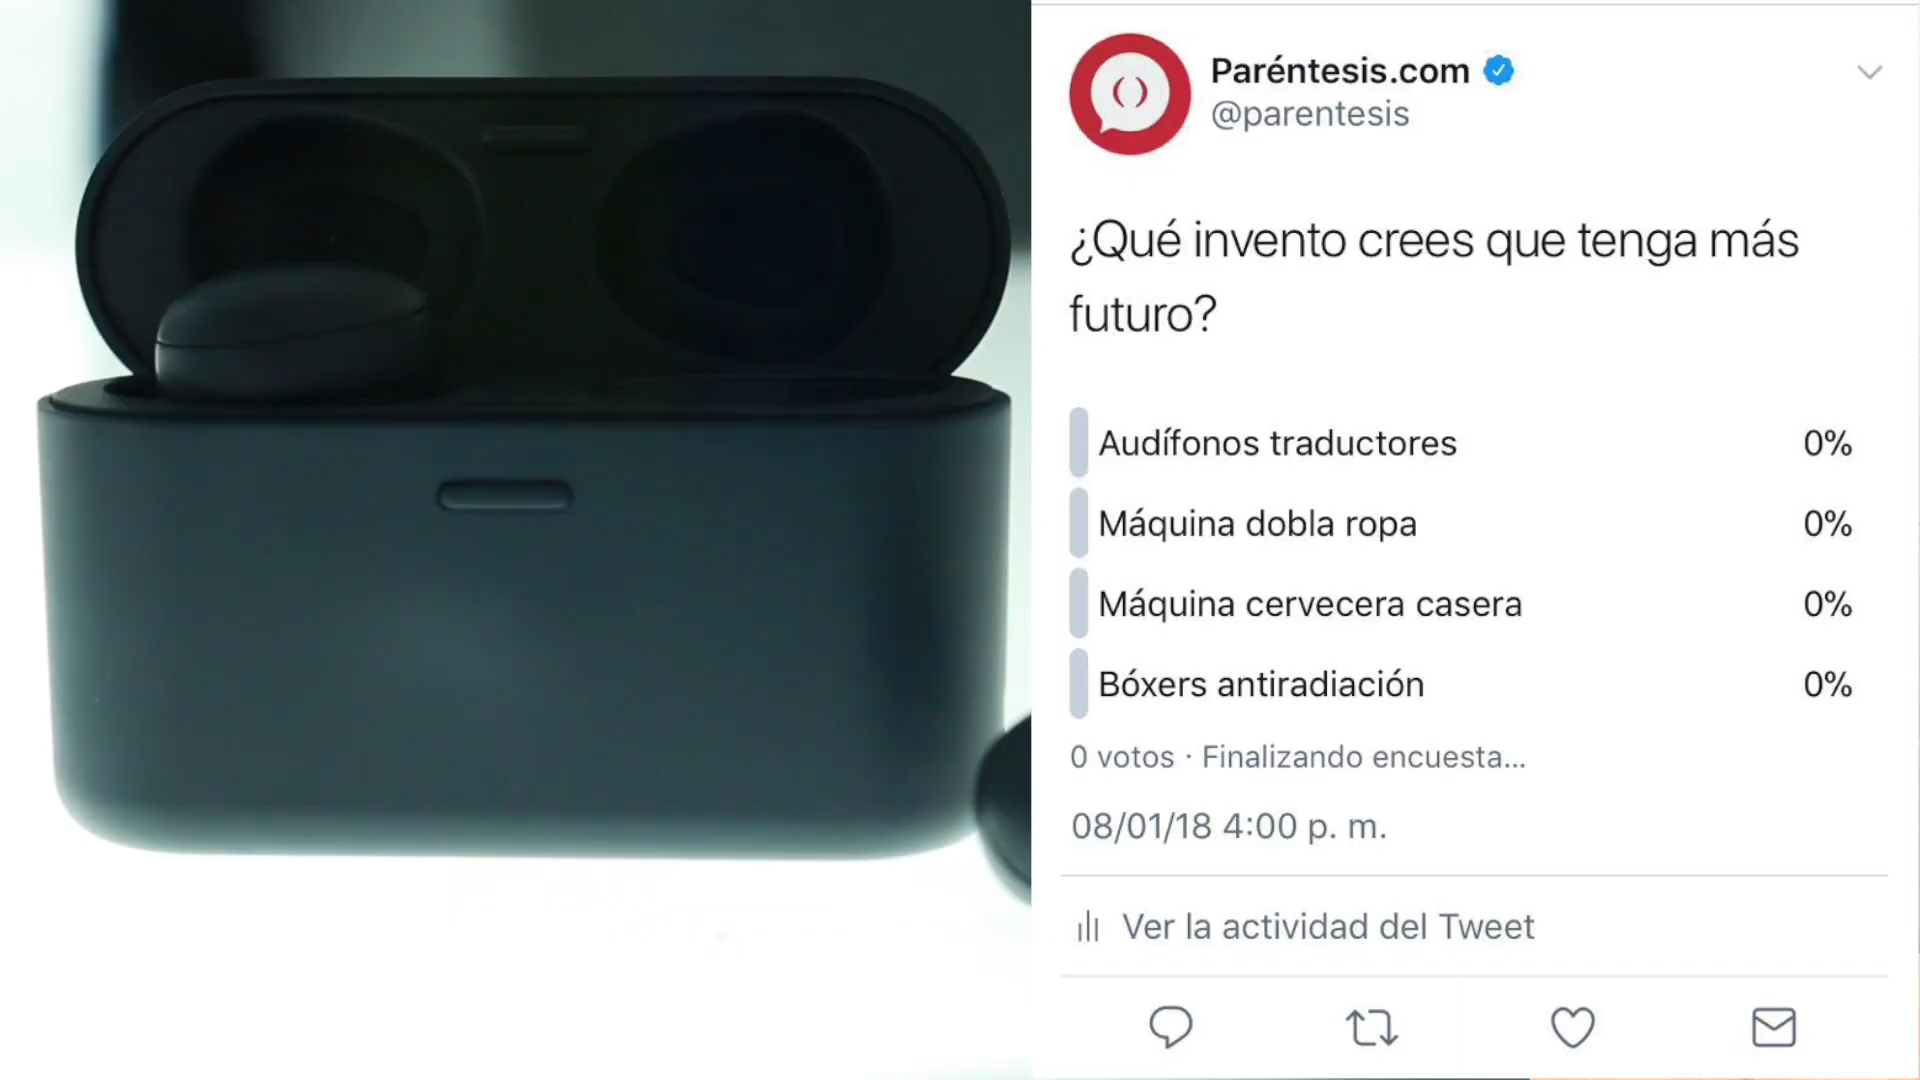 Paréntesis.com
@parentesis
¿Qué invento crees que tenga más
futuro?
Audífonos traductores 0%
Máquina dobla ropa 0%
Máquina cervecera casera 0%
Bóxers antiradiación 0%
0 votos · Finalizando encuesta...
08/01/18 4:00 p. m.
Ver la actividad del Tweet